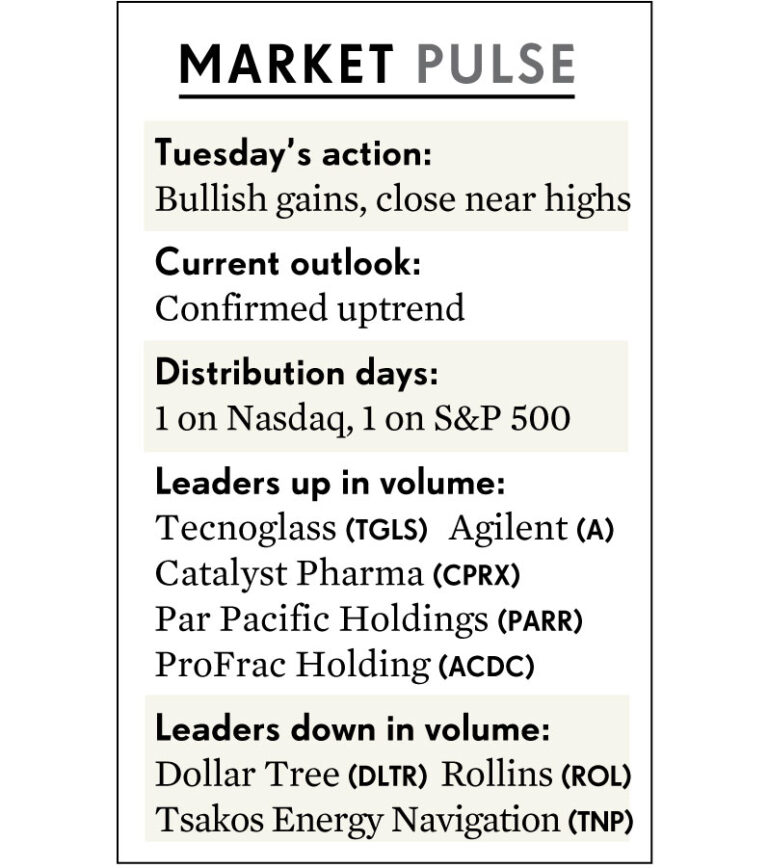 MARKET PULSE
Tuesday’s action:
Bullish gains, close near highs
Current outlook:
Confirmed uptrend
Distribution days:
1 on Nasdaq, 1 on S&P 500
Leaders up in volume:
Tecnoglass (TGLS) Agilent (A)
Catalyst Pharma (CPRX)
Par Pacific Holdings (PARR)
ProFrac Holding (ACDC)
Leaders down in volume:
Dollar Tree (DLTR) Rollins (ROL)
Tsakos Energy Navigation (TNP)